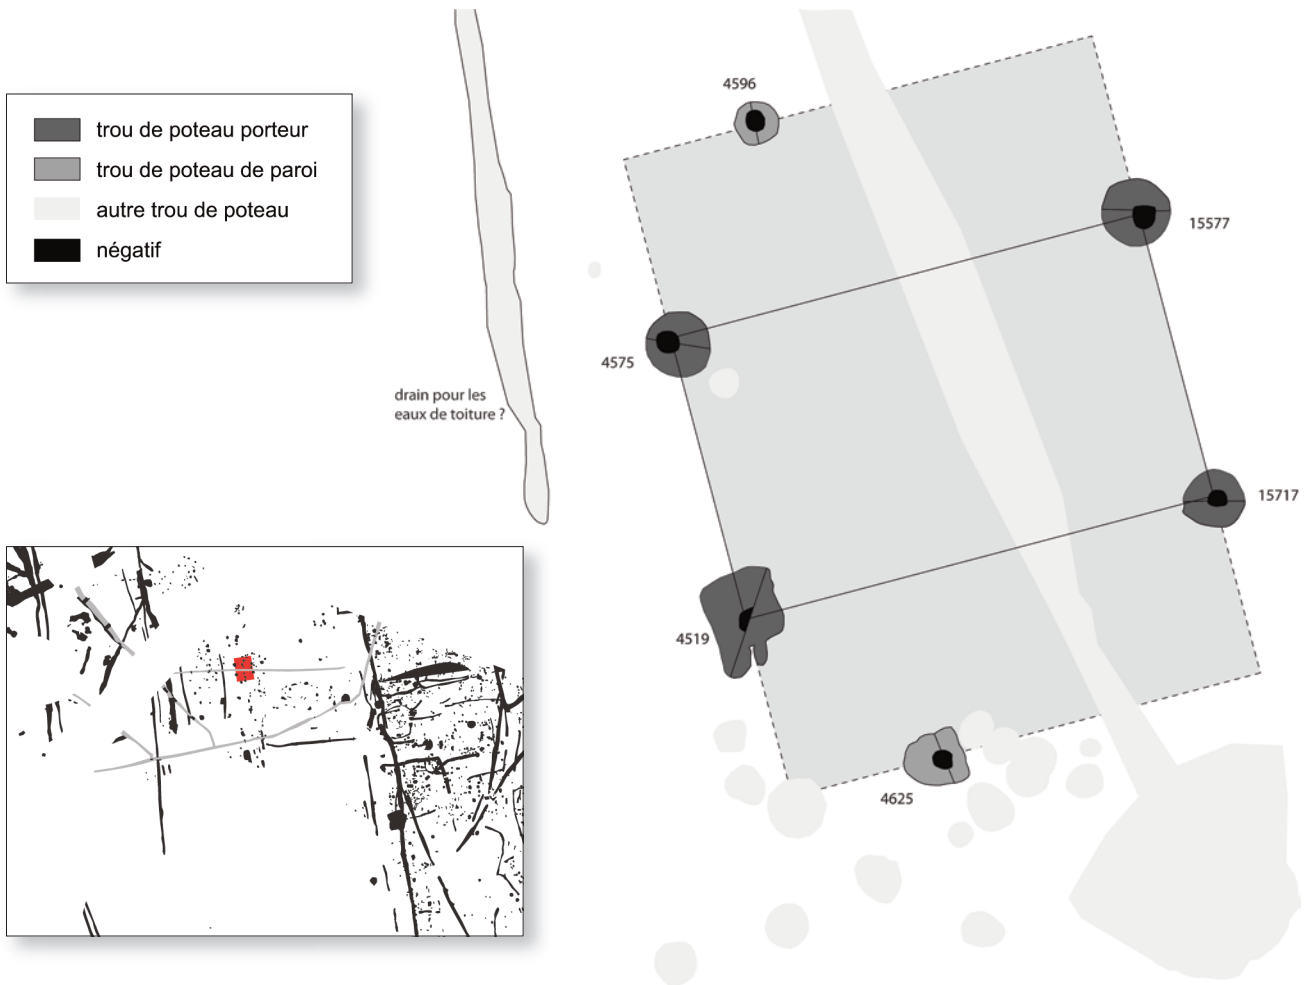 trou de poteau porteur
trou de poteau de paroi
autre trou de poteau
négatif
4596
15577
4575
drain pour les
eaux de toiture ?
15717
4519
4625